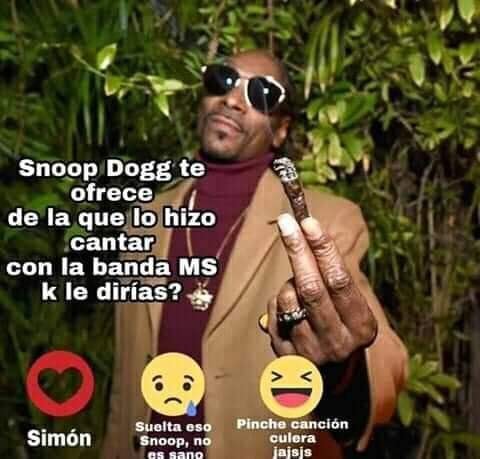 Snoop Dogg te
ofrece
de la que lo hizo
cantar
con la banda MS
k le dirías?
Simón
Suelta eso
Snoop, no
es sano
Pinche canción
culera
jajsjs